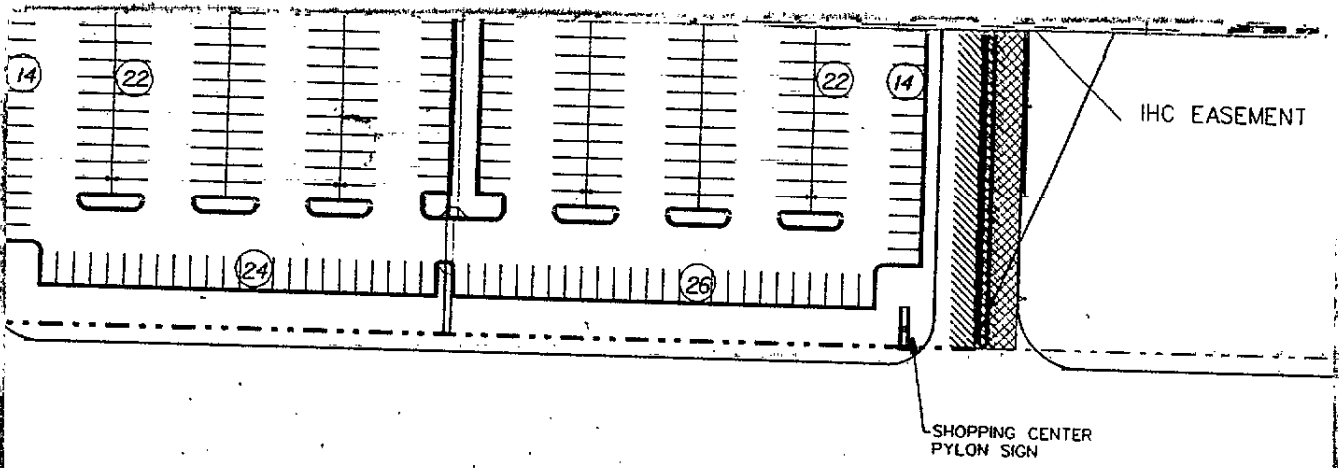 14
22
22
14
IHC EASEMENT
24
26
SHOPPING CENTER
PYLON SIGN